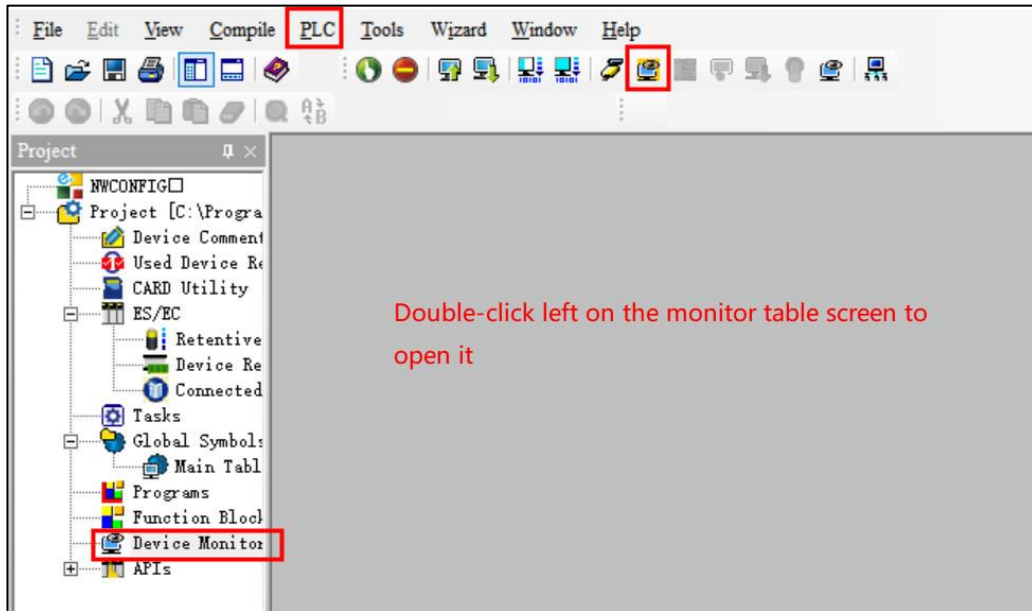 File Edit View Compile PLC Tools Wizard Window Help
Project
NWCONFIG
Project [C:\Progra
Device Comment
Used Device Re
CARD Utility
ES/EC
Retentive
Device Re
Connected
Tasks
Global Symbols
Main Tabl
Programs
Function Block
Device Monitor
APIs
Double-click left on the monitor table screen to
open it